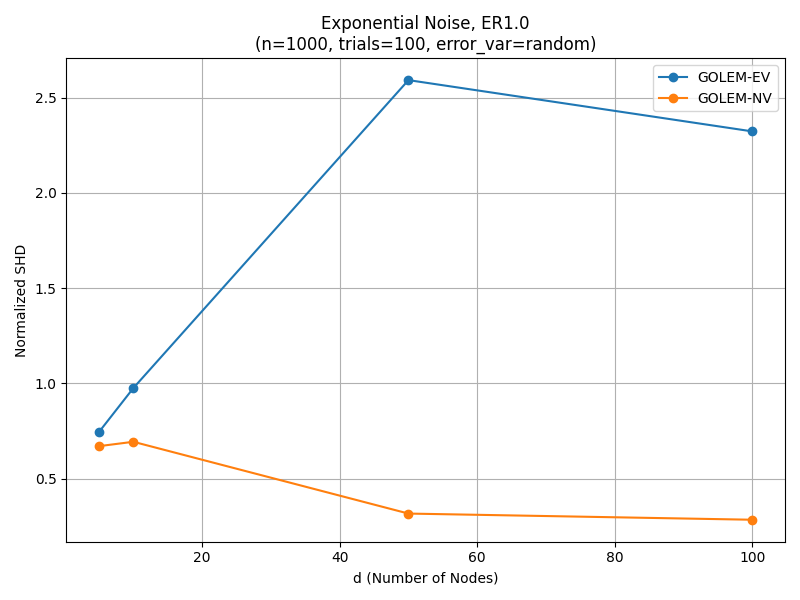 Exponential Noise, ER1.0
(n=1000, trials=100, error_var=random)
GOLEM-EV
GOLEM-NV
Normalized SHD
2.5
2.0
1.5
1.0
0.5
20
40
60
80
100
d (Number of Nodes)